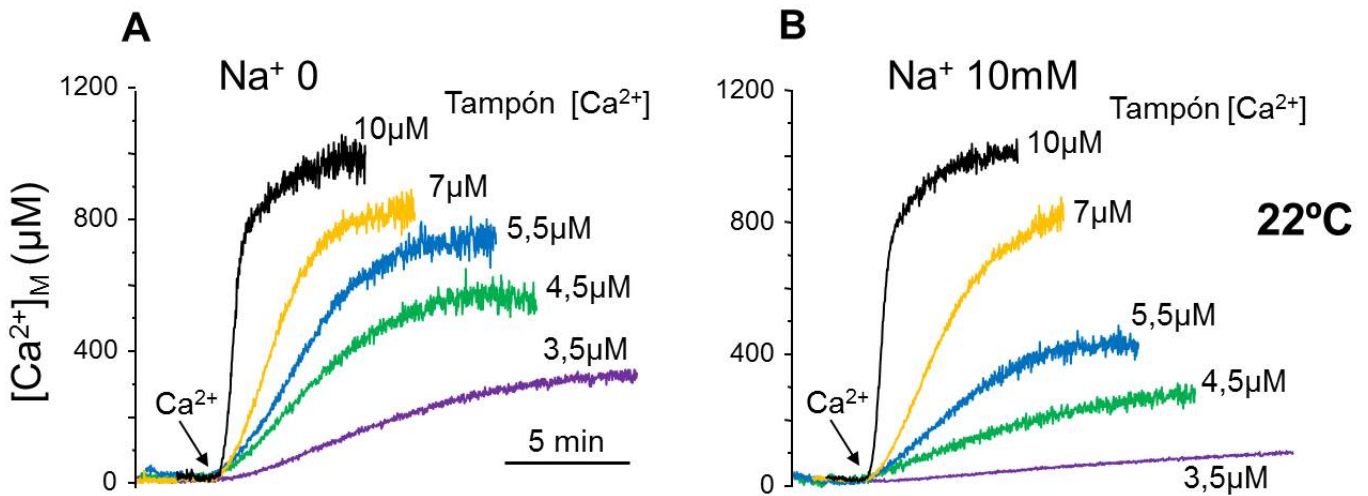 A
Na⁺ 0
Tampón [Ca²⁺]
1200
800
400
0
[Ca²⁺]M (µM)
10µM
7µM
5,5µM
4,5µM
3,5µM
Ca²⁺
5 min
B
Na⁺ 10mM
Tampón [Ca²⁺]
1200
800
400
0
10µM
7µM
22ºC
5,5µM
4,5µM
3,5µM
Ca²⁺